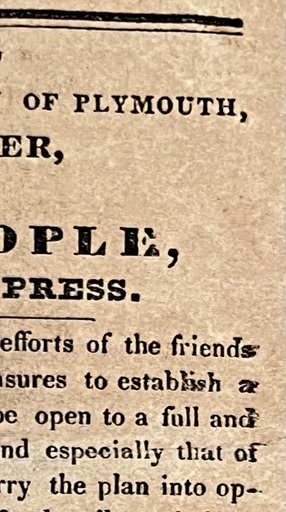 OF PLYMOUTH,
ER,
OPLE,
PRESS.
efforts of the friends
sures to establish a
be open to a full and
nd especially that of
rry the plan into op-